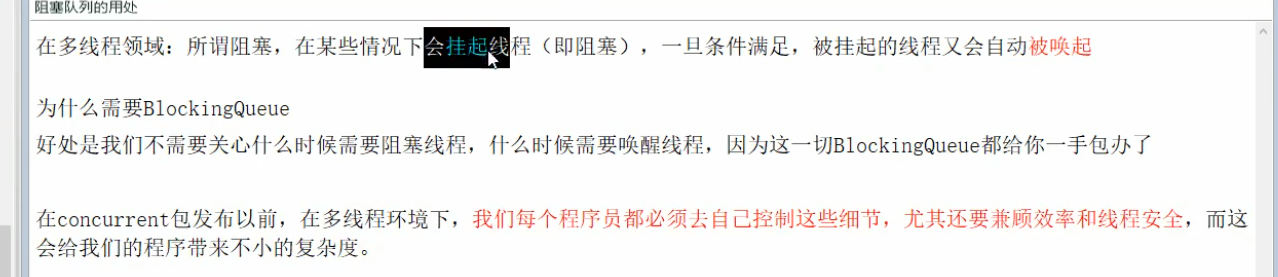 阻塞队列的用处
在多线程领域：所谓阻塞，在某些情况下会挂起线程（即阻塞），一旦条件满足，被挂起的线程又会自动被唤起
为什么需要BlockingQueue
好处是我们不需要关心什么时候需要阻塞线程，什么时候需要唤醒线程，因为这一切BlockingQueue都给你一手包办了
在concurrent包发布以前，在多线程环境下，我们每个程序员都必须去自己控制这些细节，尤其还要兼顾效率和线程安全，而这
会给我们的程序带来不小的复杂度。